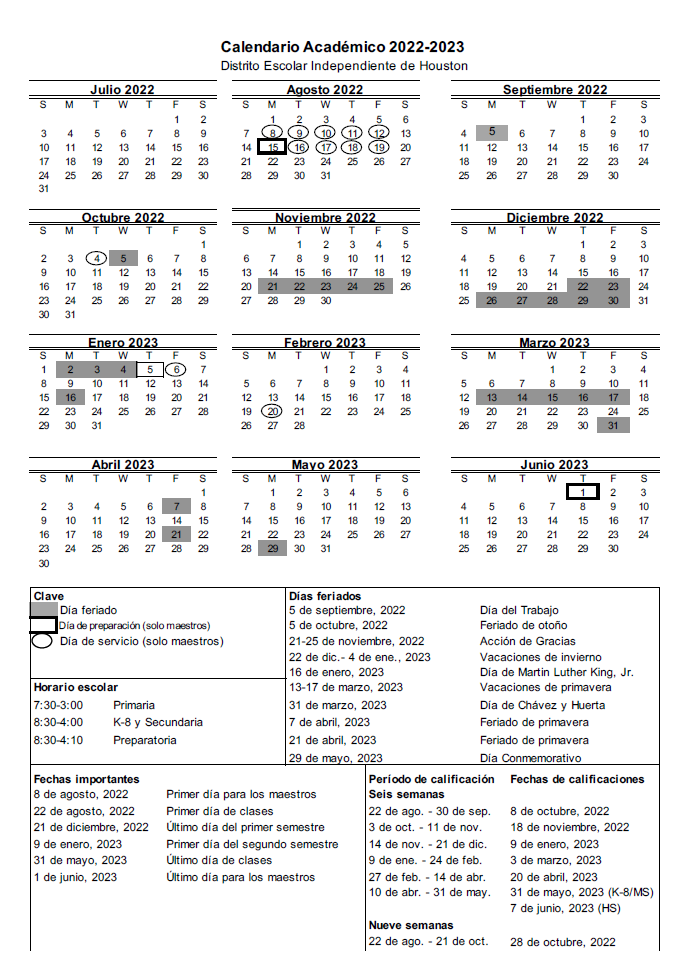 Calendario Académico 2022-2023
Distrito Escolar Independiente de Houston
Julio 2022
S M T W T F S
1 2
3 4 5 6 7 8 9
10 11 12 13 14 15 16
17 18 19 20 21 22 23
24 25 26 27 28 29 30
31
Agosto 2022
S M T W T F S
1 2 3 4 5 6
7 8 9 10 11 12 13
14 15 16 17 18 19 20
21 22 23 24 25 26 27
28 29 30 31
Septiembre 2022
S M T W T F S
1 2 3
4 5 6 7 8 9 10
11 12 13 14 15 16 17
18 19 20 21 22 23 24
25 26 27 28 29 30
Octubre 2022
S M T W T F S
1
2 3 4 5 6 7 8
9 10 11 12 13 14 15
16 17 18 19 20 21 22
23 24 25 26 27 28 29
30 31
Noviembre 2022
S M T W T F S
1 2 3 4 5
6 7 8 9 10 11 12
13 14 15 16 17 18 19
20 21 22 23 24 25 26
27 28 29 30
Diciembre 2022
S M T W T F S
1 2 3
4 5 6 7 8 9 10
11 12 13 14 15 16 17
18 19 20 21 22 23 24
25 26 27 28 29 30 31
Enero 2023
S M T W T F S
1 2 3 4 5 6 7
8 9 10 11 12 13 14
15 16 17 18 19 20 21
22 23 24 25 26 27 28
29 30 31
Febrero 2023
S M T W T F S
1 2 3 4
5 6 7 8 9 10 11
12 13 14 15 16 17 18
19 20 21 22 23 24 25
26 27 28
Marzo 2023
S M T W T F S
1 2 3 4
5 6 7 8 9 10 11
12 13 14 15 16 17 18
19 20 21 22 23 24 25
26 27 28 29 30 31
Abril 2023
S M T W T F S
1
2 3 4 5 6 7 8
9 10 11 12 13 14 15
16 17 18 19 20 21 22
23 24 25 26 27 28 29
30
Mayo 2023
S M T W T F S
1 2 3 4 5 6
7 8 9 10 11 12 13
14 15 16 17 18 19 20
21 22 23 24 25 26 27
28 29 30 31
Junio 2023
S M T W T F S
1 2 3
4 5 6 7 8 9 10
11 12 13 14 15 16 17
18 19 20 21 22 23 24
25 26 27 28 29 30
Clave
Día feriado
Día de preparación (solo maestros)
Día de servicio (solo maestros)
Horario escolar
7:30-3:00 Primaria
8:30-4:00 K-8 y Secundaria
8:30-4:10 Preparatoria
Días feriados
5 de septiembre, 2022 Día del Trabajo
5 de octubre, 2022 Feriado de otoño
21-25 de noviembre, 2022 Acción de Gracias
22 de dic.- 4 de ene., 2023 Vacaciones de invierno
16 de enero, 2023 Día de Martin Luther King, Jr.
13-17 de marzo, 2023 Vacaciones de primavera
31 de marzo, 2023 Día de Chávez y Huerta
7 de abril, 2023 Feriado de primavera
21 de abril, 2023 Feriado de primavera
29 de mayo, 2023 Día Conmemorativo
Fechas importantes
8 de agosto, 2022 Primer día para los maestros
22 de agosto, 2022 Primer día de clases
21 de diciembre, 2022 Último día del primer semestre
9 de enero, 2023 Primer día del segundo semestre
31 de mayo, 2023 Último día de clases
1 de junio, 2023 Último día para los maestros
Período de calificación Fechas de calificaciones
Seis semanas
22 de ago. - 30 de sep. 8 de octubre, 2022
3 de oct. - 11 de nov. 18 de noviembre, 2022
14 de nov. - 21 de dic. 9 de enero, 2023
9 de ene. - 24 de feb. 3 de marzo, 2023
27 de feb. - 14 de abr. 20 de abril, 2023
10 de abr. - 31 de may. 31 de mayo, 2023 (K-8/MS)
7 de junio, 2023 (HS)
Nueve semanas
22 de ago. - 21 de oct. 28 de octubre, 2022